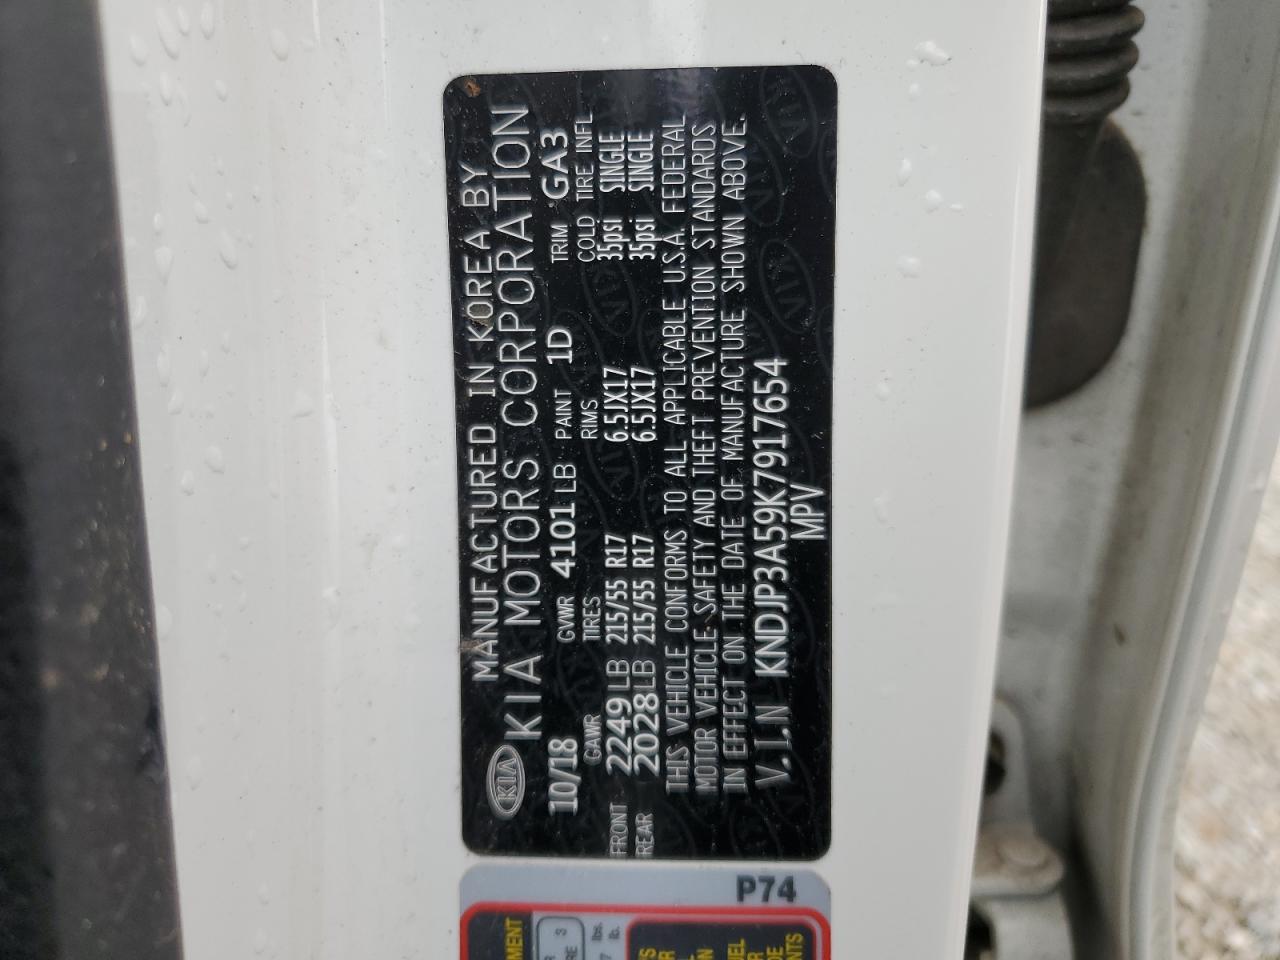 MANUFACTURED IN KOREA BY
KIA KIA MOTORS CORPORATION
10/18 GVWR 4101 LB PAINT 1D TRIM GA3
GAWR TIRES RIMS COLD TIRE INFL
FRONT 2249 LB 215/55 R17 6.5JX17 35psi SINGLE
REAR 2028 LB 215/55 R17 6.5JX17 35psi SINGLE
THIS VEHICLE CONFORMS TO ALL APPLICABLE U.S.A. FEDERAL
MOTOR VEHICLE SAFETY AND THEFT PREVENTION STANDARDS
IN EFFECT ON THE DATE OF MANUFACTURE SHOWN ABOVE.
V.I.N KNDJP3A59K7917654
MPV
P74